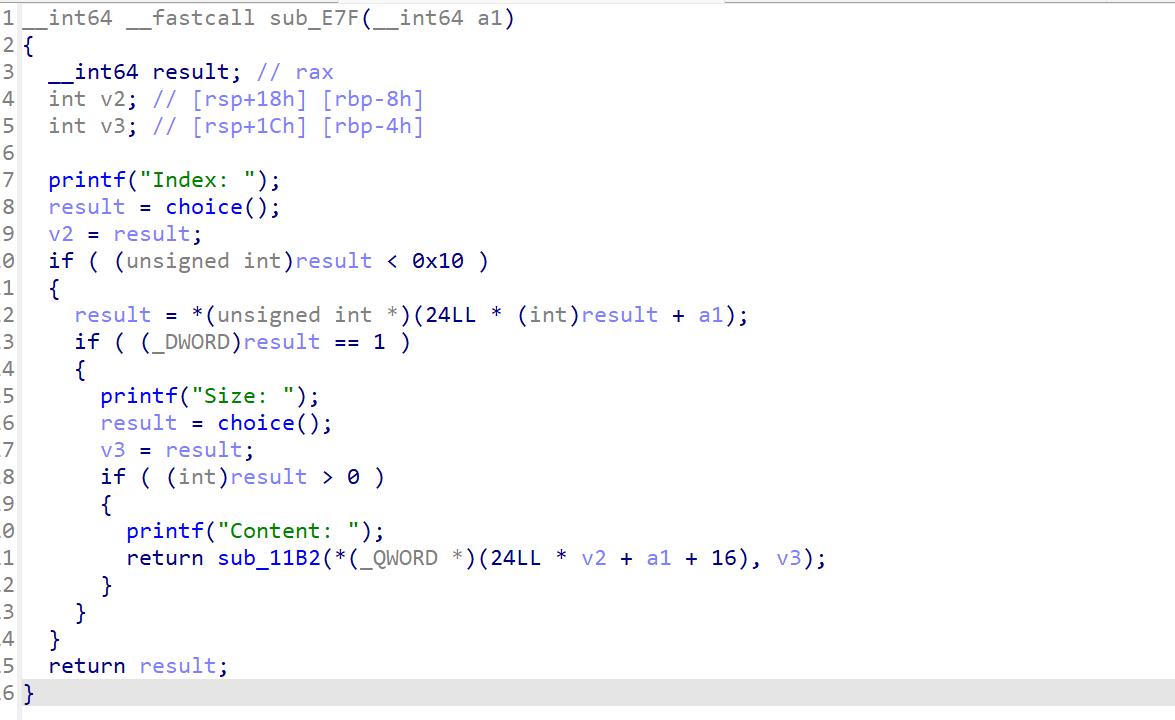 1 __int64 __fastcall sub_E7F(__int64 a1)
2 {
3   __int64 result; // rax
4   int v2; // [rsp+18h] [rbp-8h]
5   int v3; // [rsp+1Ch] [rbp-4h]
6
7   printf("Index: ");
8   result = choice();
9   v2 = result;
0   if ( (unsigned int)result < 0x10 )
1   {
2     result = *(unsigned int *)(24LL * (int)result + a1);
3     if ( (_DWORD)result == 1 )
4     {
5       printf("Size: ");
6       result = choice();
7       v3 = result;
8       if ( (int)result > 0 )
9       {
0         printf("Content: ");
1         return sub_11B2(*(_QWORD *)(24LL * v2 + a1 + 16), v3);
2       }
3     }
4   }
5   return result;
6 }